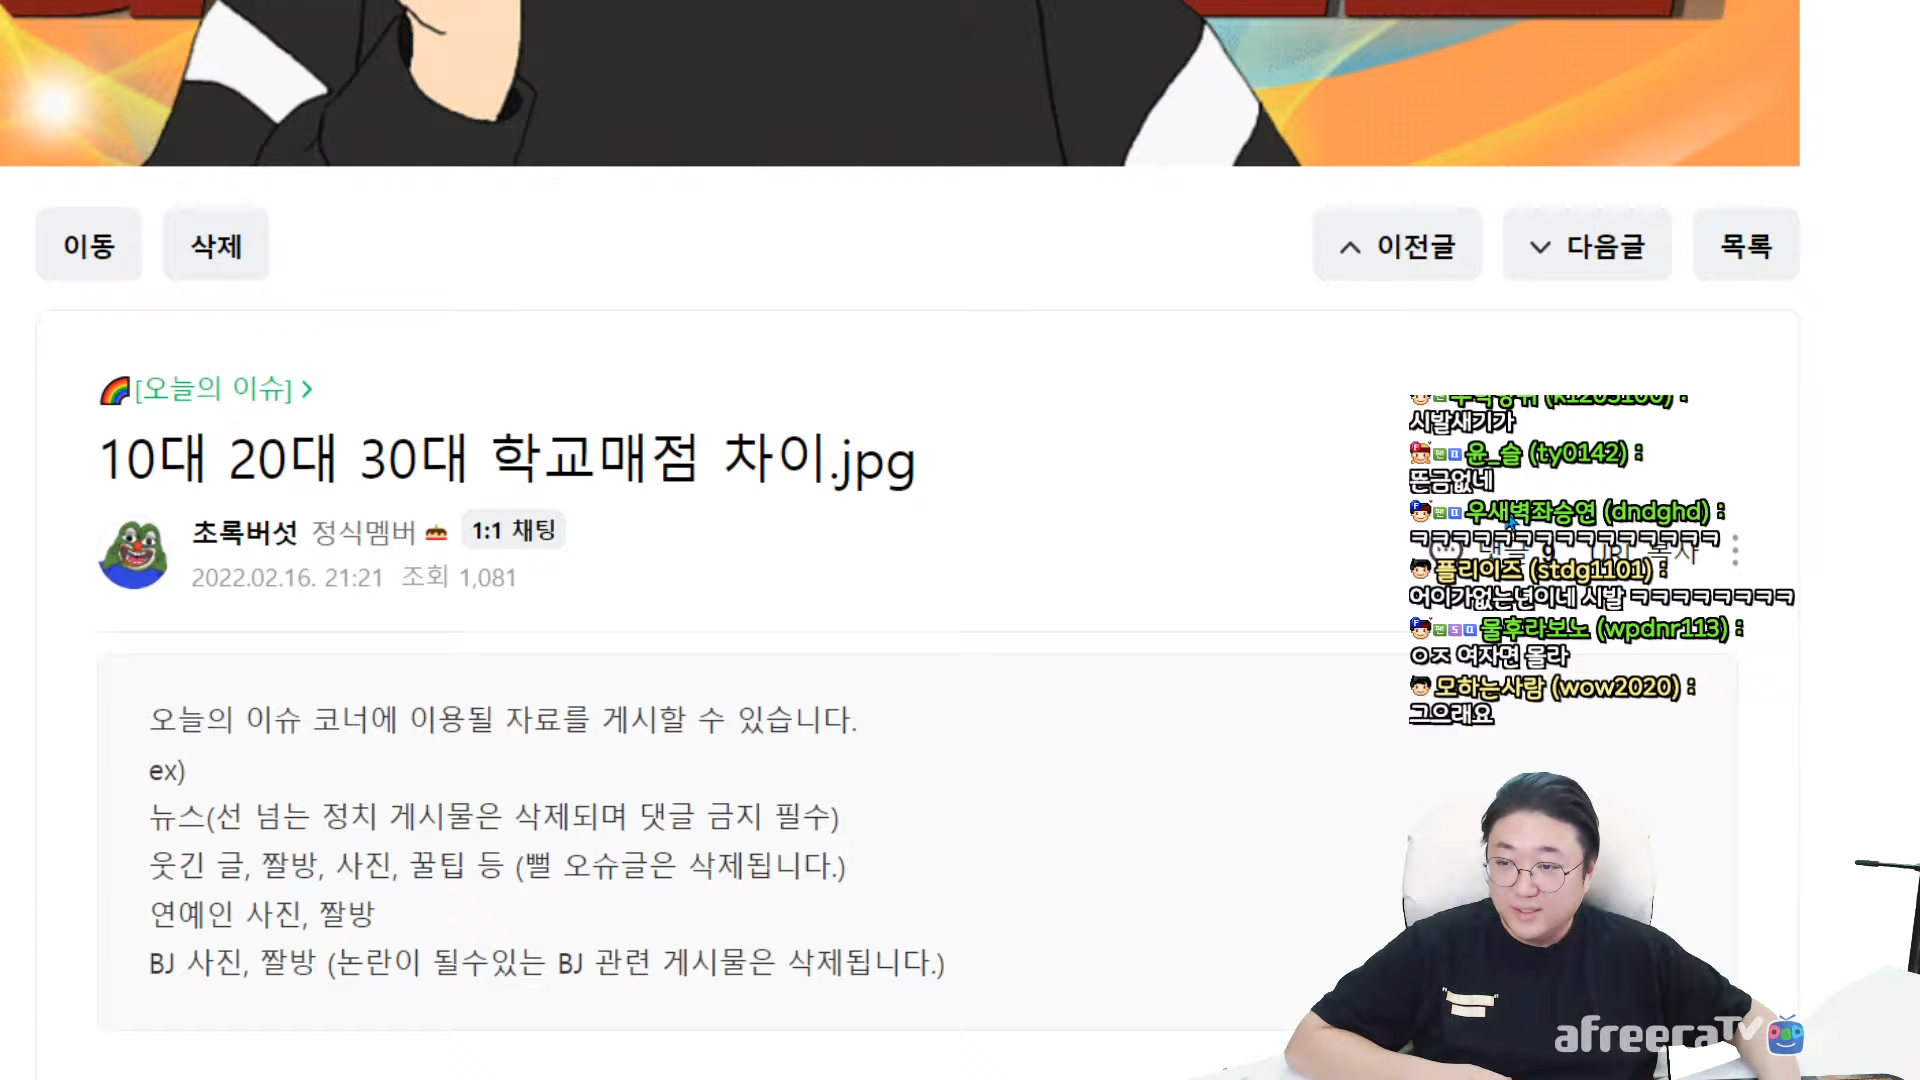 이동
삭제
이전글
다음글
목록
[오늘의 이슈]
10대 20대 30대 학교매점 차이.jpg
초록버섯 정식멤버 1:1 채팅
2022.02.16. 21:21 조회 1,081
댓글 9 URL 복사
오늘의 이슈 코너에 이용될 자료를 게시할 수 있습니다.
ex)
뉴스(선 넘는 정치 게시물은 삭제되며 댓글 금지 필수)
웃긴 글, 짤방, 사진, 꿀팁 등 (뻘 오슈글은 삭제됩니다.)
연예인 사진, 짤방
BJ 사진, 짤방 (논란이 될수있는 BJ 관련 게시물은 삭제됩니다.)
시발새기가
윤_슬 (ty0142) :
뜬금없네
우새벽좌승연 (dndghd) :
ㅋㅋㅋㅋㅋㅋㅋㅋㅋㅋㅋㅋㅋㅋㅋ
플리이즈 (stdg1101) :
어이가없는년이네 시발 ㅋㅋㅋㅋㅋㅋㅋㅋ
물후라보노 (wpdnr113) :
ㅇㅈ 여자면 몰라
모하는사람 (wow2020) :
그으래요
afreecaTV